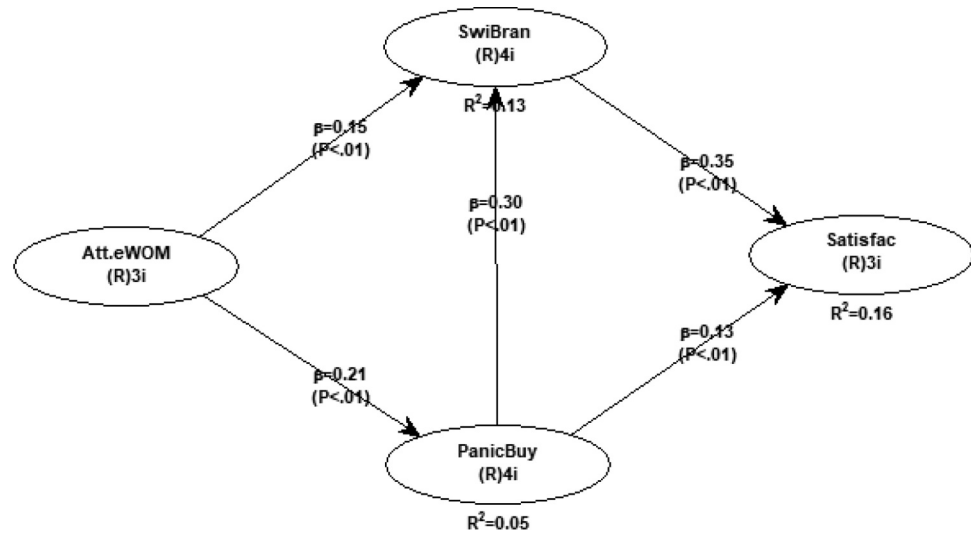 SwiBran
(R)4i
R²=0.13
β=0.15
(P<.01)
β=0.35
(P<.01)
β=0.30
(P<.01)
Att.eWOM
(R)3i
Satisfac
(R)3i
R²=0.16
β=0.21
(P<.01)
β=0.13
(P<.01)
PanicBuy
(R)4i
R²=0.05